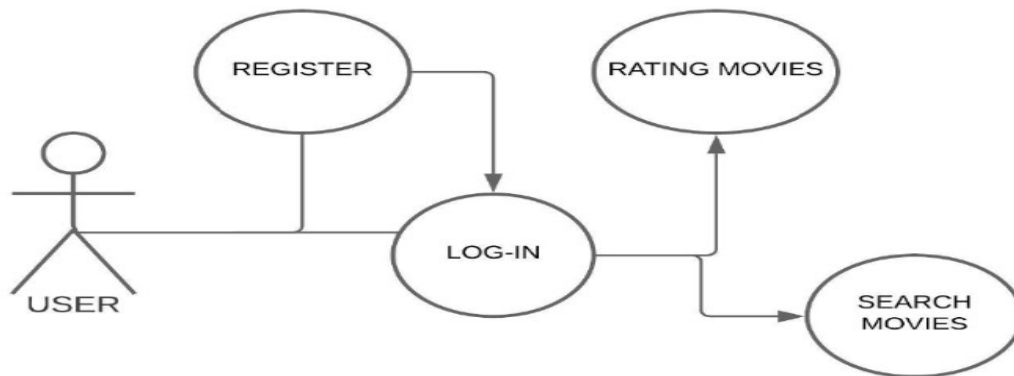 REGISTER
RATING MOVIES
LOG-IN
USER
SEARCH
MOVIES